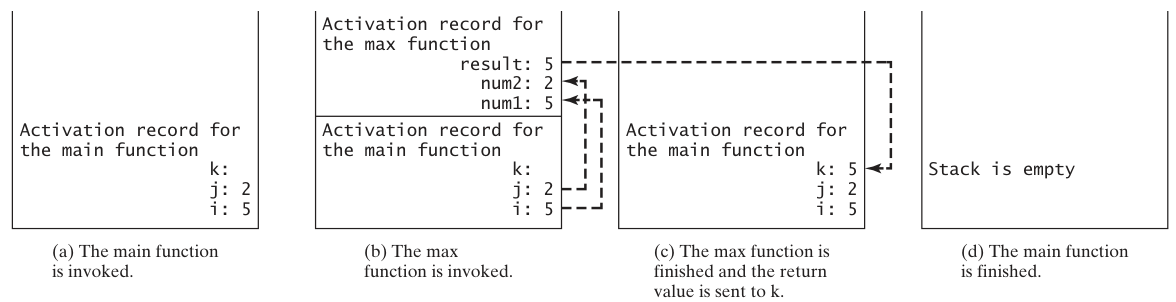 Activation record for
the main function
k:
j: 2
i: 5
(a) The main function
is invoked.
Activation record for
the max function
result: 5
num2: 2
num1: 5
Activation record for
the main function
k:
j: 2
i: 5
(b) The max
function is invoked.
Activation record for
the main function
k: 5
j: 2
i: 5
(c) The max function is
finished and the return
value is sent to k.
Stack is empty
(d) The main function
is finished.